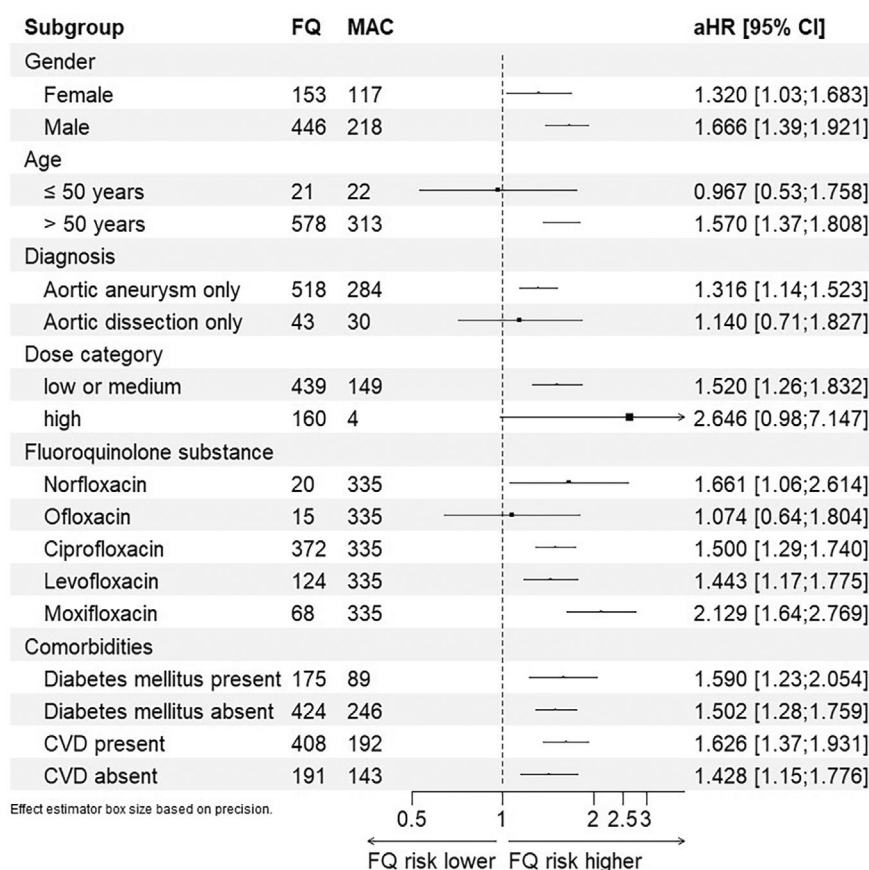 Subgroup FQ MAC aHR [95% CI]
Gender
Female 153 117 1.320 [1.03;1.683]
Male 446 218 1.666 [1.39;1.921]
Age
≤ 50 years 21 22 0.967 [0.53;1.758]
> 50 years 578 313 1.570 [1.37;1.808]
Diagnosis
Aortic aneurysm only 518 284 1.316 [1.14;1.523]
Aortic dissection only 43 30 1.140 [0.71;1.827]
Dose category
low or medium 439 149 1.520 [1.26;1.832]
high 160 4 2.646 [0.98;7.147]
Fluoroquinolone substance
Norfloxacin 20 335 1.661 [1.06;2.614]
Ofloxacin 15 335 1.074 [0.64;1.804]
Ciprofloxacin 372 335 1.500 [1.29;1.740]
Levofloxacin 124 335 1.443 [1.17;1.775]
Moxifloxacin 68 335 2.129 [1.64;2.769]
Comorbidities
Diabetes mellitus present 175 89 1.590 [1.23;2.054]
Diabetes mellitus absent 424 246 1.502 [1.28;1.759]
CVD present 408 192 1.626 [1.37;1.931]
CVD absent 191 143 1.428 [1.15;1.776]
Effect estimator box size based on precision.
0.5 1 2 2.5 3
FQ risk lower FQ risk higher